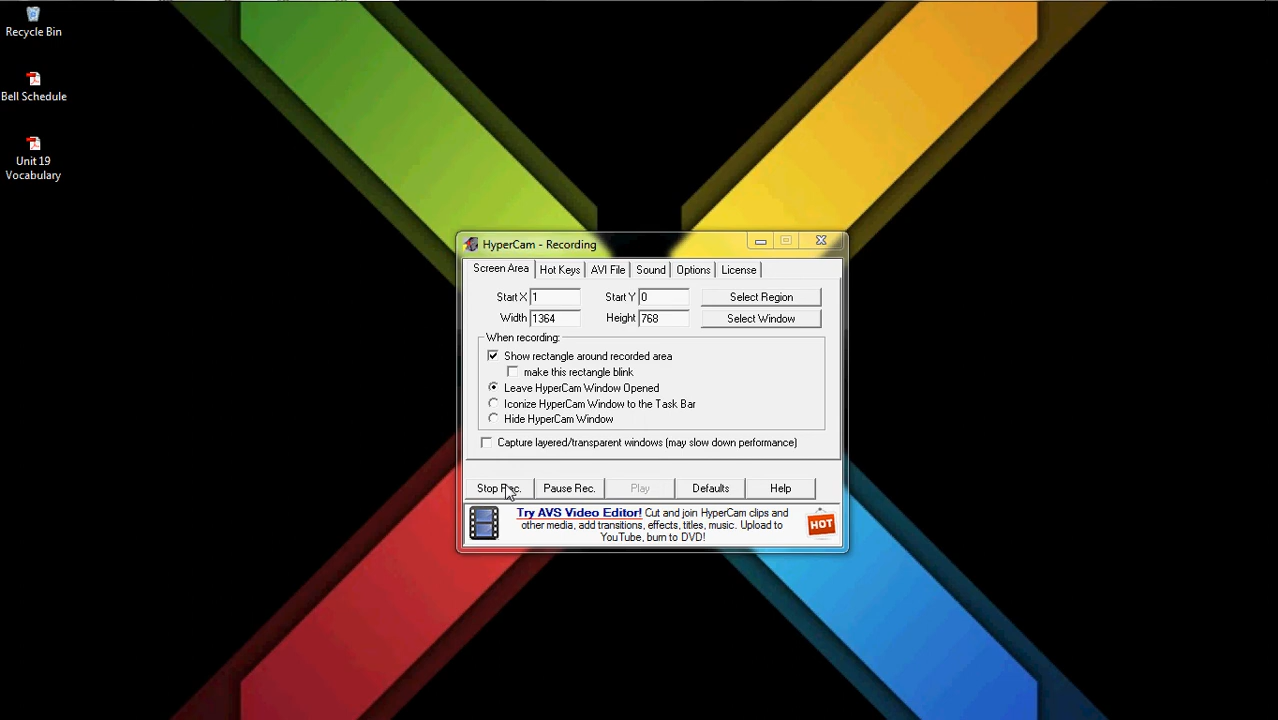 Recycle Bin
Bell Schedule
Unit 19
Vocabulary
HyperCam - Recording
Screen Area Hot Keys AVI File Sound Options License
Start X 1 Start Y 0 Select Region
Width 1364 Height 768 Select Window
When recording:
Show rectangle around recorded area
make this rectangle blink
Leave HyperCam Window Opened
Iconize HyperCam Window to the Task Bar
Hide HyperCam Window
Capture layered/transparent windows (may slow down performance)
Stop Rec. Pause Rec. Play Defaults Help
Try AVS Video Editor! Cut and join HyperCam clips and
other media, add transitions, effects, titles, music. Upload to
YouTube, burn to DVD!
HOT